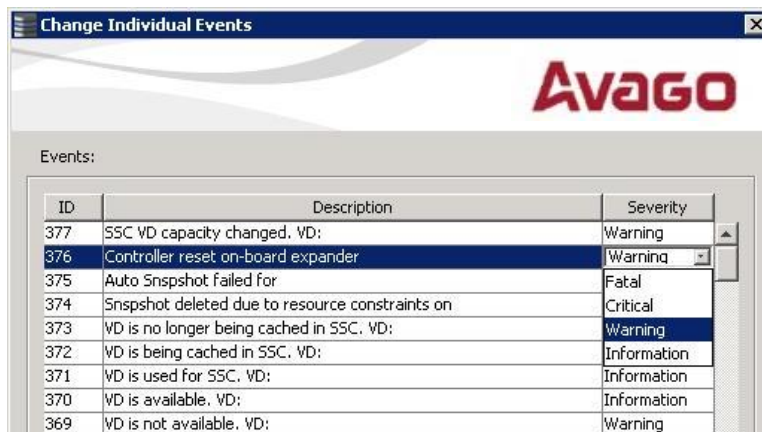 Change Individual Events
AVAGO
Events:
ID Description Severity
377 SSC VD capacity changed. VD: Warning
376 Controller reset on-board expander Warning
375 Auto Snspshot failed for Fatal
374 Snspshot deleted due to resource constraints on Critical
373 VD is no longer being cached in SSC. VD: Warning
372 VD is being cached in SSC. VD: Information
371 VD is used for SSC. VD: Information
370 VD is available. VD: Information
369 VD is not available. VD: Warning